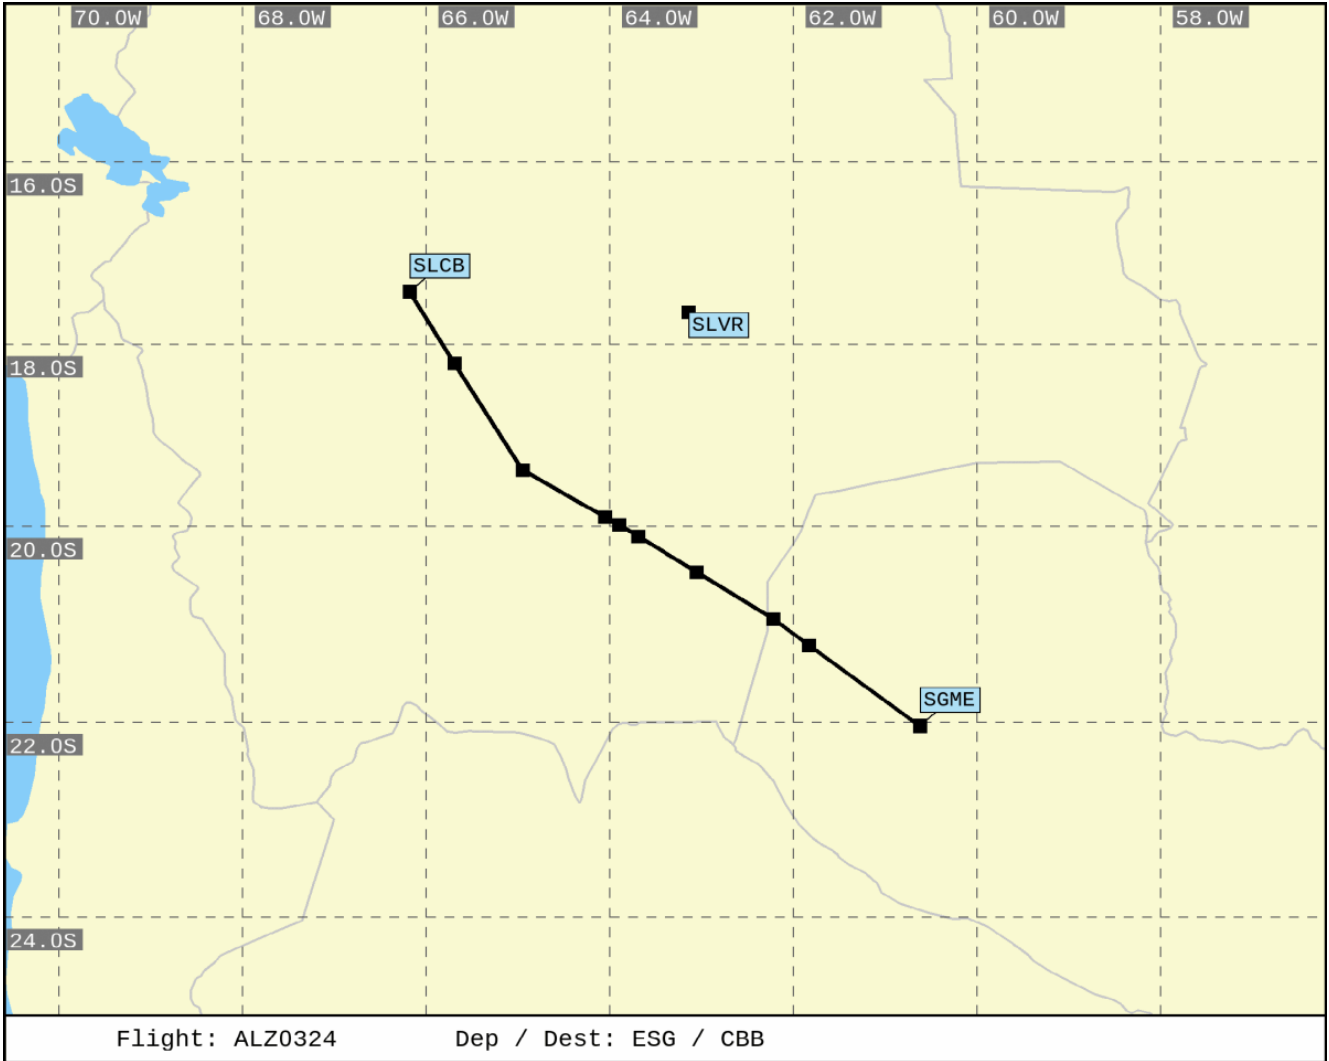 70.0W 68.0W 66.0W 64.0W 62.0W 60.0W 58.0W
16.0S
SLCB
SLVR
18.0S
20.0S
SGME
22.0S
24.0S
Flight: ALZ0324 Dep / Dest: ESG / CBB